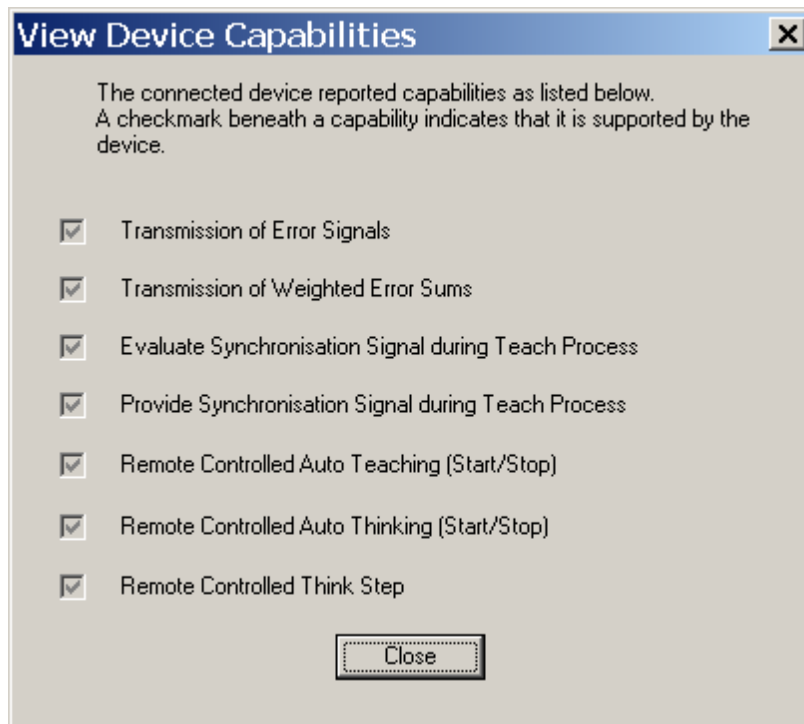 View Device Capabilities
The connected device reported capabilities as listed below.
A checkmark beneath a capability indicates that it is supported by the
device.
Transmission of Error Signals
Transmission of Weighted Error Sums
Evaluate Synchronisation Signal during Teach Process
Provide Synchronisation Signal during Teach Process
Remote Controlled Auto Teaching (Start/Stop)
Remote Controlled Auto Thinking (Start/Stop)
Remote Controlled Think Step
Close